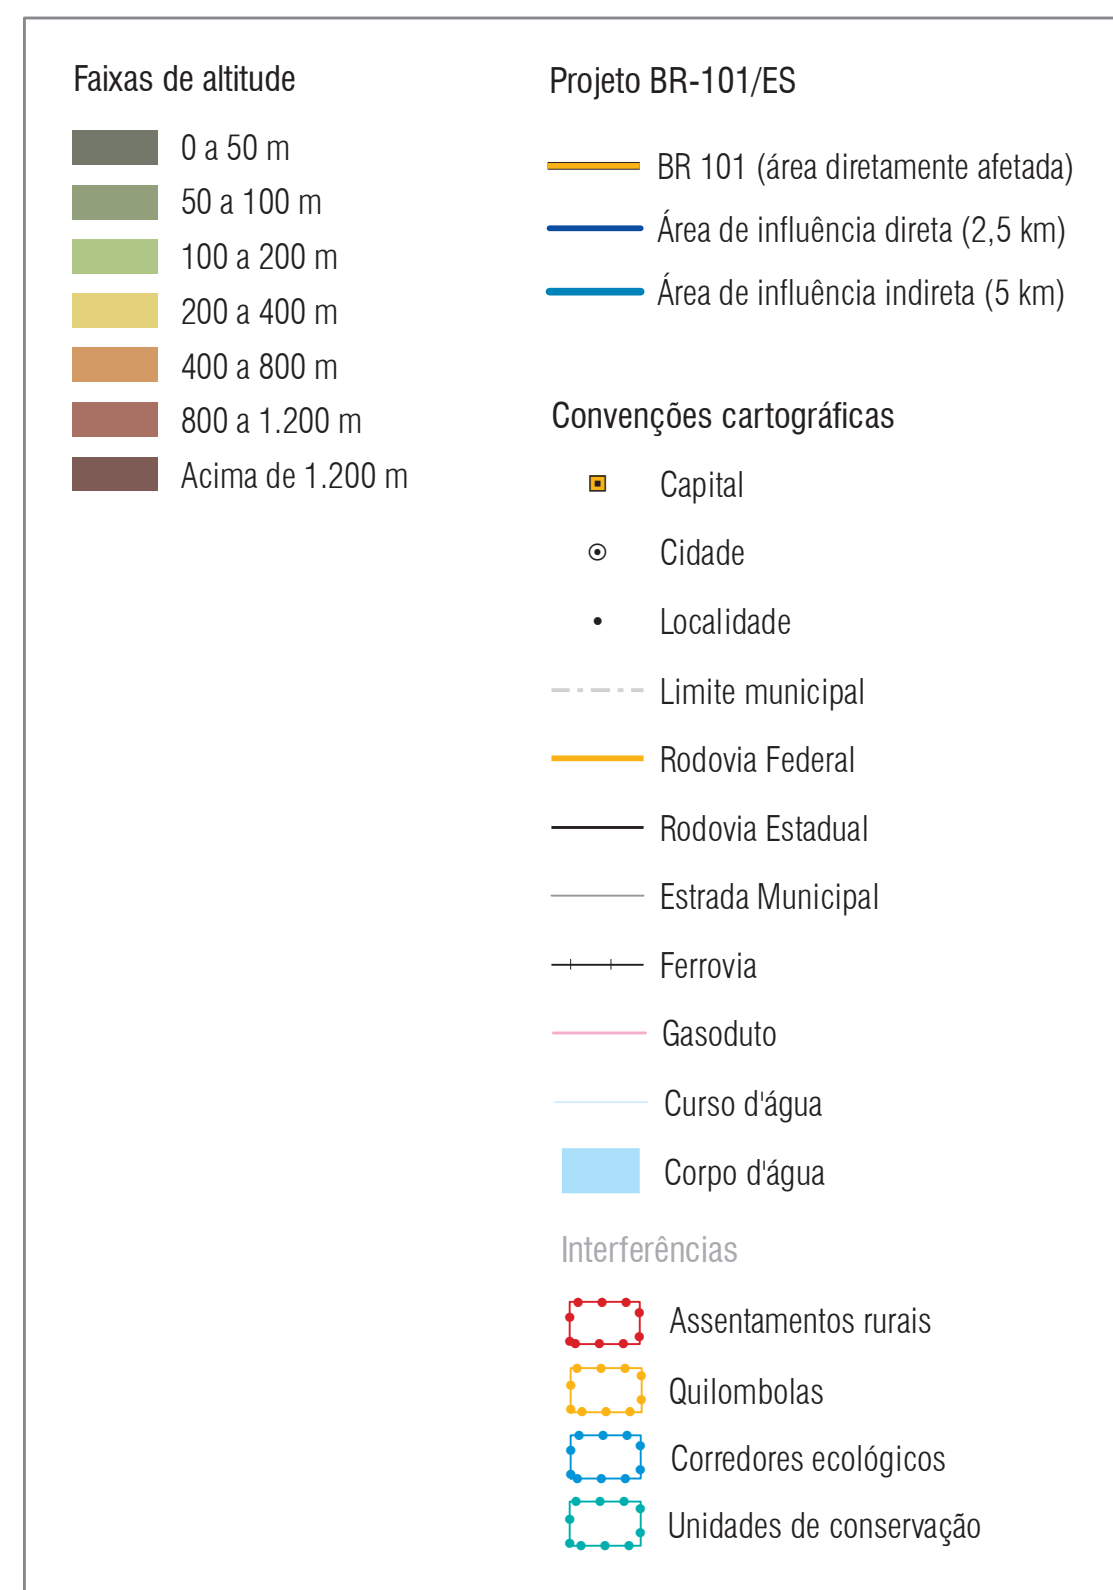 Faixas de altitude
0 a 50 m
50 a 100 m
100 a 200 m
200 a 400 m
400 a 800 m
800 a 1.200 m
Acima de 1.200 m
Projeto BR-101/ES
BR 101 (área diretamente afetada)
Área de influência direta (2,5 km)
Área de influência indireta (5 km)
Convenções cartográficas
Capital
Cidade
Localidade
Limite municipal
Rodovia Federal
Rodovia Estadual
Estrada Municipal
Ferrovia
Gasoduto
Curso d'água
Corpo d'água
Interferências
Assentamentos rurais
Quilombolas
Corredores ecológicos
Unidades de conservação